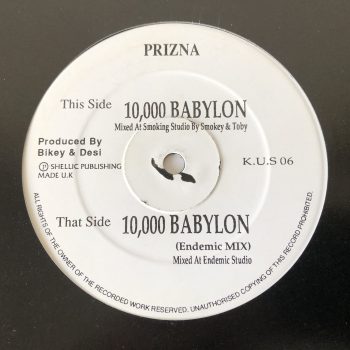 PRIZNA
This Side 10,000 BABYLON
Mixed At Smoking Studio By Smokey & Toby
Produced By
Bikey & Desi
Ⓟ SHELLIC PUBLISHING
MADE U.K
K.U.S 06
That Side 10,000 BABYLON
(Endemic MIX)
Mixed At Endemic Studio
ALL RIGHTS OF THE OWNER OF THE RECORDED WORK RESERVED. UNAUTHORISED COPYING OF THIS RECORD PROHIBITED.